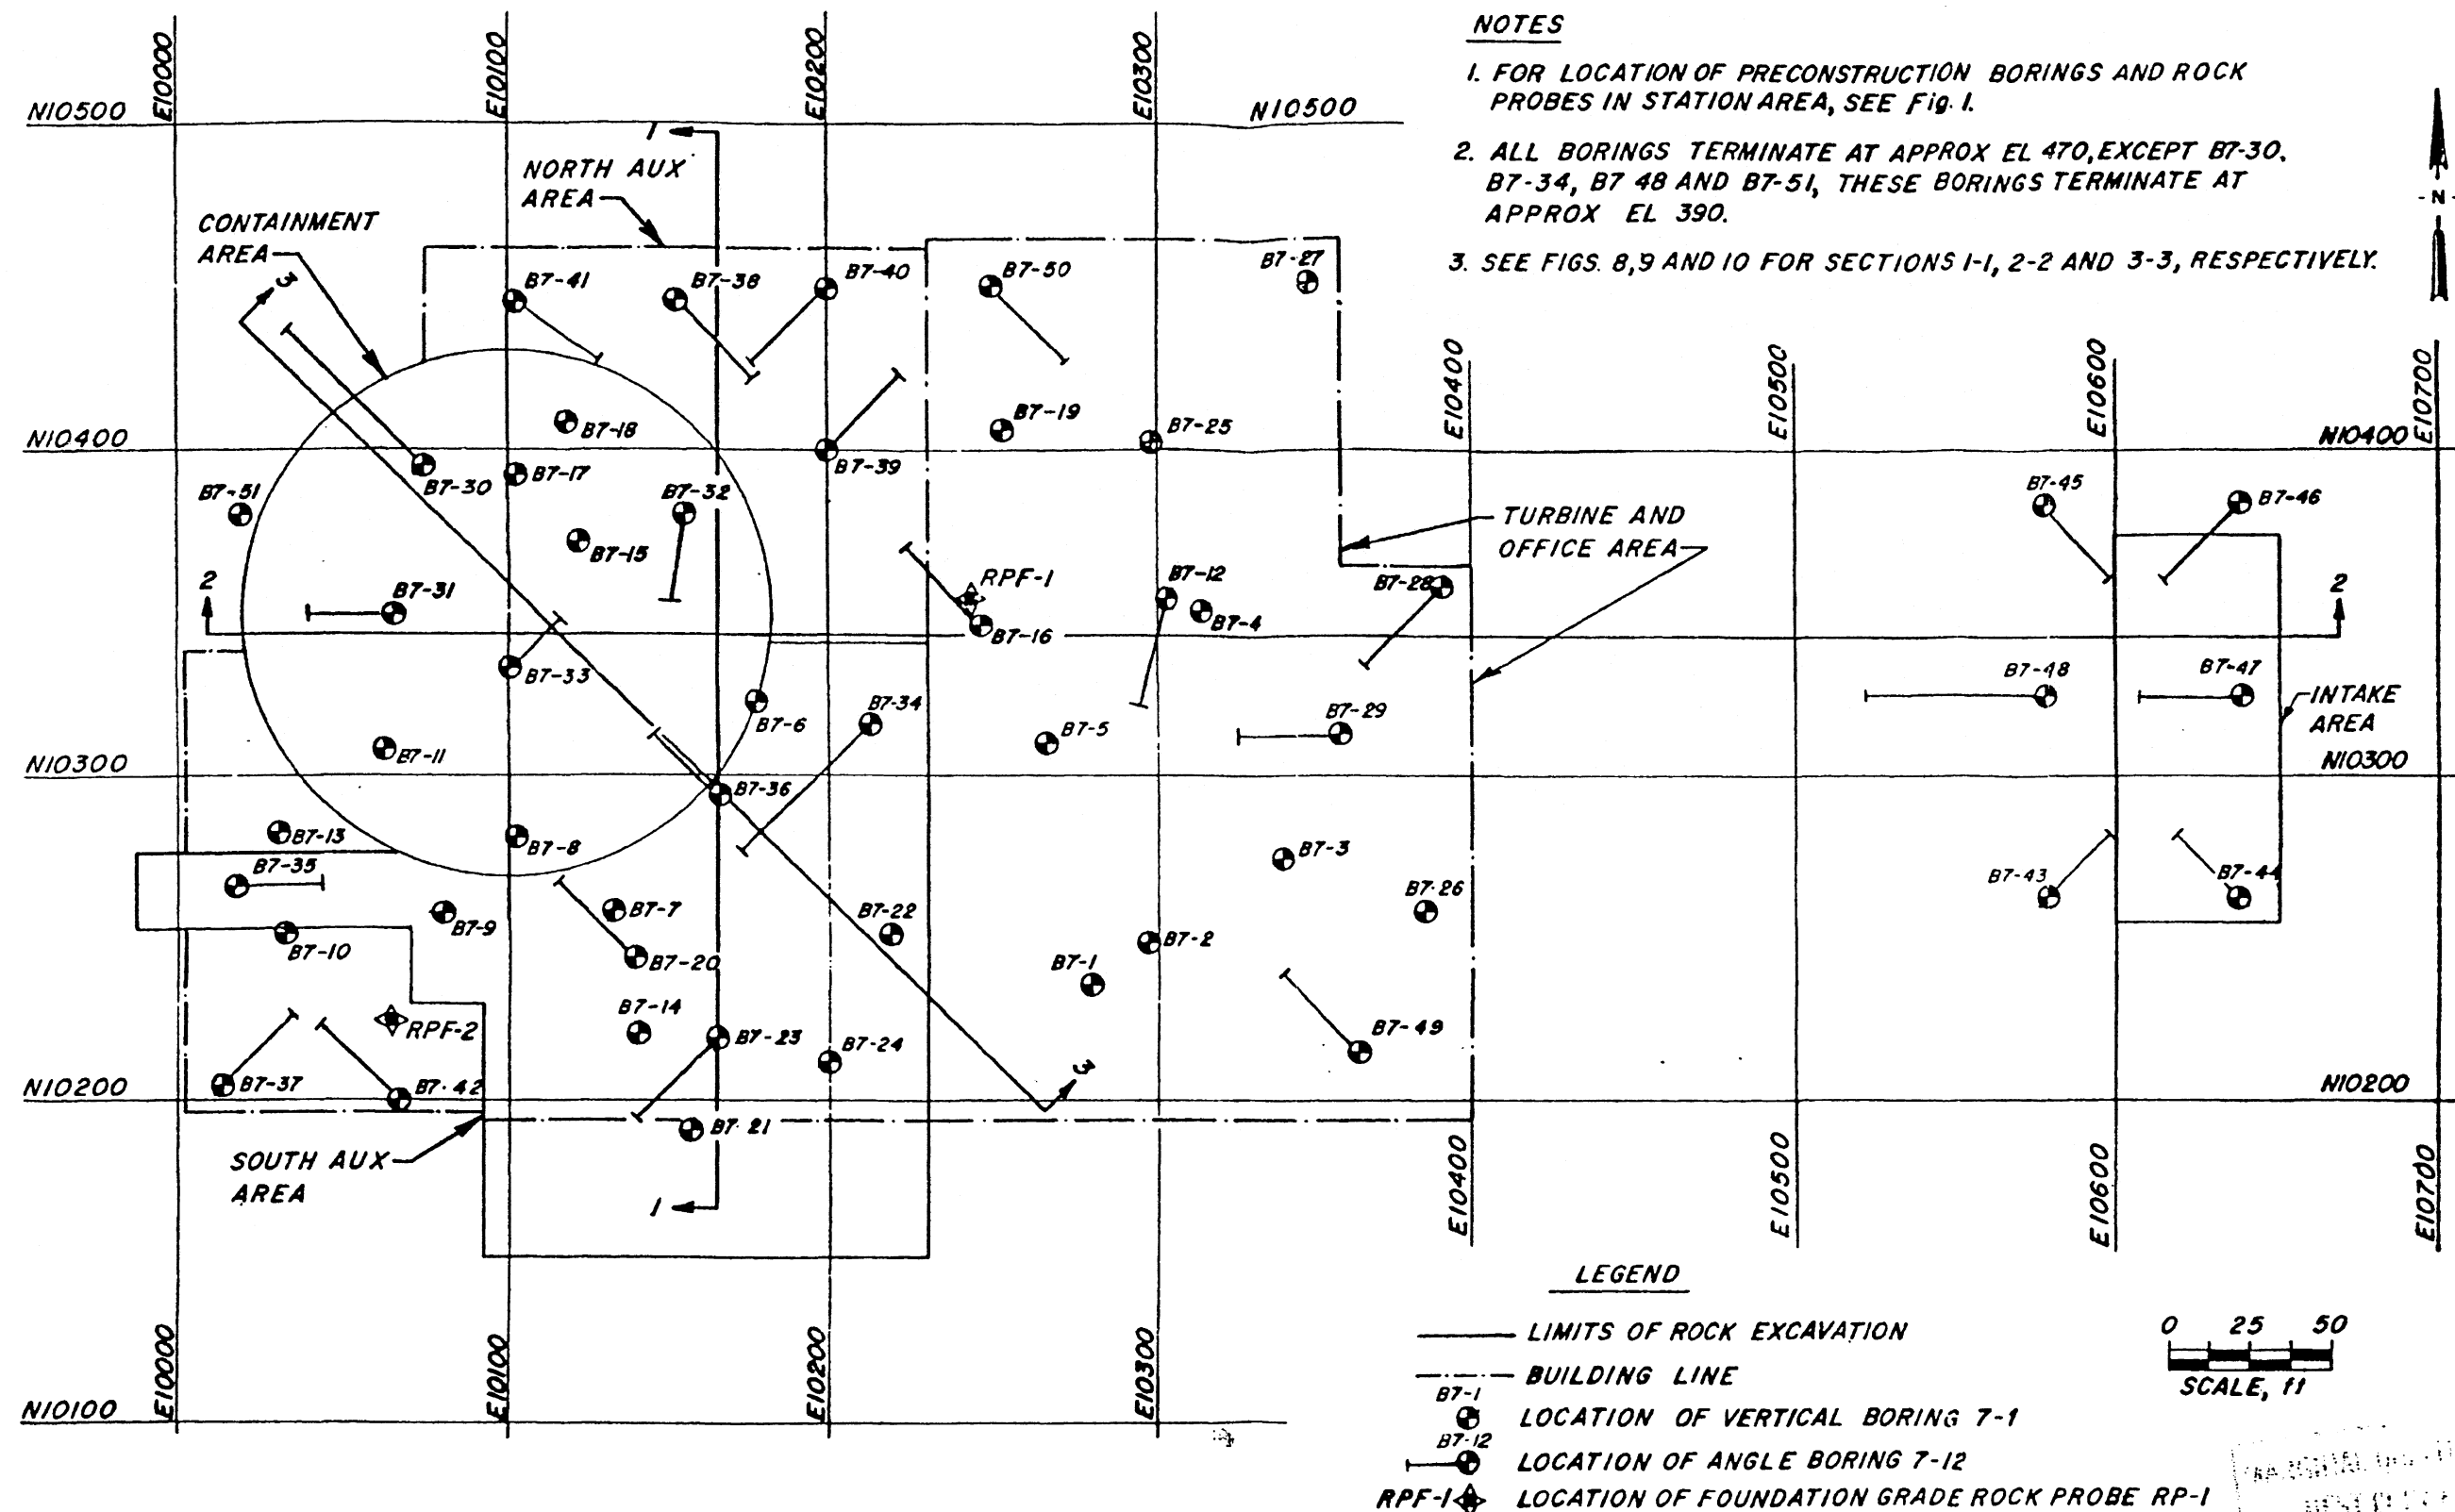 NOTES
1. FOR LOCATION OF PRECONSTRUCTION BORINGS AND ROCK
PROBES IN STATION AREA, SEE Fig. 1.
2. ALL BORINGS TERMINATE AT APPROX EL 470, EXCEPT B7-30,
B7-34, B7 48 AND B7-51, THESE BORINGS TERMINATE AT
APPROX EL 390.
3. SEE FIGS. 8,9 AND 10 FOR SECTIONS 1-1, 2-2 AND 3-3, RESPECTIVELY.
-N-
E10000
E10100
E10200
E10300
N10500
N10500
1
NORTH AUX
AREA
CONTAINMENT
AREA
3
B7-41
B7-38
B7-40
B7-50
B7-27
E10400
E10500
E10600
E10700
B7-18
B7-19
B7-25
N10400
N10400
B7-39
B7-17
B7-30
B7-51
B7-32
B7-15
B7-45
B7-46
TURBINE AND
OFFICE AREA
2
B7-31
RPF-1
B7-12
B7-4
B7-28
2
B7-16
B7-33
B7-6
B7-34
B7-5
B7-29
B7-48
B7-47
INTAKE
AREA
B7-11
N10300
N10300
B7-36
B7-13
B7-8
B7-35
B7-3
B7-43
B7-44
B7-9
B7-7
B7-22
B7-26
B7-10
B7-20
B7-2
B7-1
B7-14
RPF-2
B7-23
B7-24
B7-49
3
B7-37
B7-42
N10200
N10200
B7-21
SOUTH AUX
AREA
1
E10400
E10500
E10600
E10700
E10000
E10100
E10200
E10300
N10100
LEGEND
LIMITS OF ROCK EXCAVATION
BUILDING LINE
B7-1
LOCATION OF VERTICAL BORING 7-1
B7-12
LOCATION OF ANGLE BORING 7-12
RPF-1 LOCATION OF FOUNDATION GRADE ROCK PROBE RP-1
0 25 50
SCALE, ft